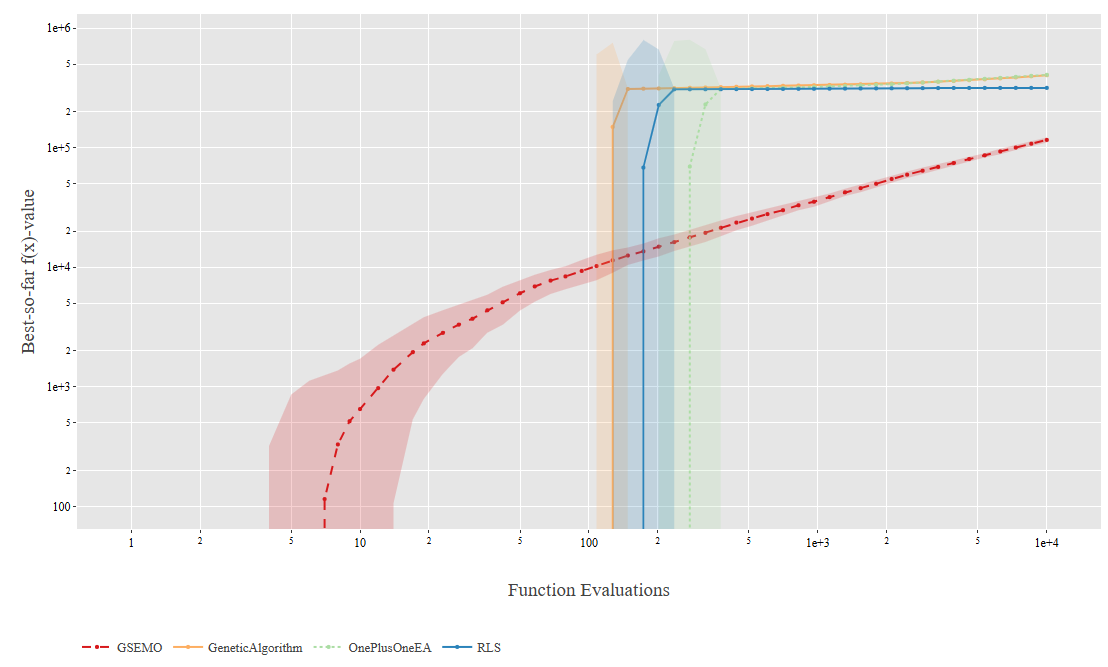 1e+6
5
2
1e+5
5
2
1e+4
5
2
1e+3
5
2
100
Best-so-far f(x)-value
1 2 5 10 2 5 100 2 5 1e+3 2 5 1e+4
Function Evaluations
GSEMO GeneticAlgorithm OnePlusOneEA RLS